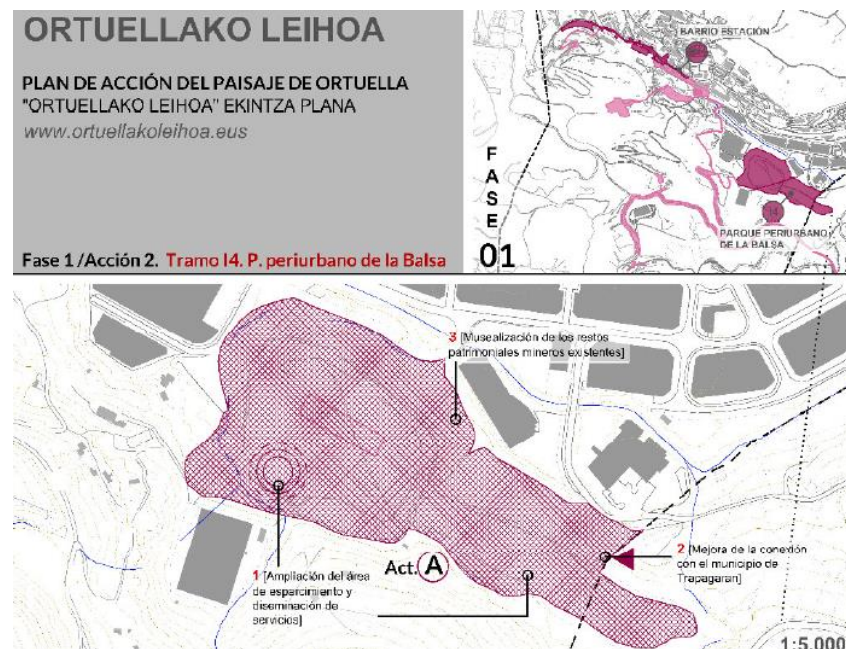 ORTUELLAKO LEIHOA
PLAN DE ACCIÓN DEL PAISAJE DE ORTUELLA
"ORTUELLAKO LEIHOA" EKINTZA PLANA
www.ortuellakoleihoa.eus
Fase 1 /Acción 2. Tramo I4. P. periurbano de la Balsa
BARRIO ESTACIÓN
FASE
01
14
PARQUE PERIURBANO
DE LA BALSA
3 [Musealización de los restos
patrimoniales mineros existentes]
1 [Ampliación del área
de esparcimiento y
diseminación de
servicios]
Act. A
2 [Mejora de la conexión
con el municipio de
Trapagaran]
1:5.000